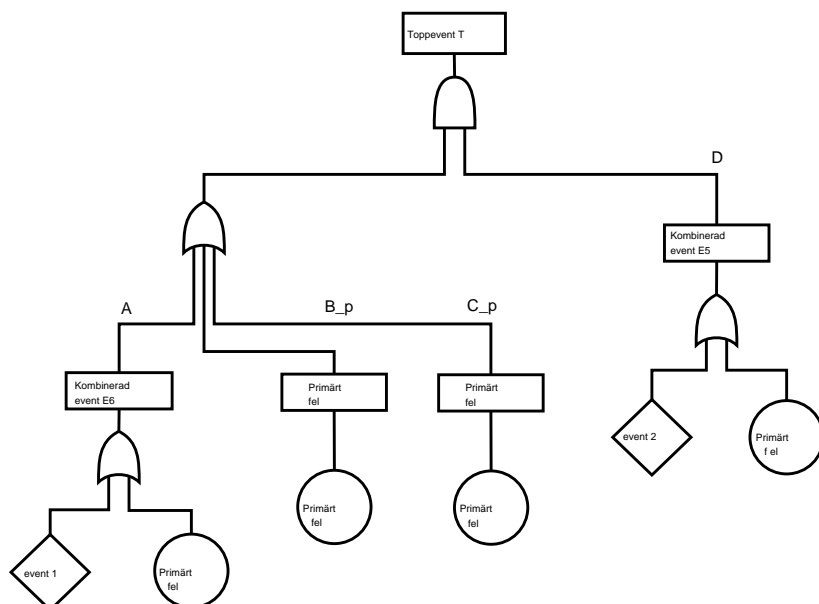 Toppevent T
D
Kombinerad
event E5
A
B_p
C_p
Kombinerad
event E6
Primärt
fel
Primärt
fel
event 2
Primärt
f el
Primärt
fel
Primärt
fel
event 1
Primärt
fel